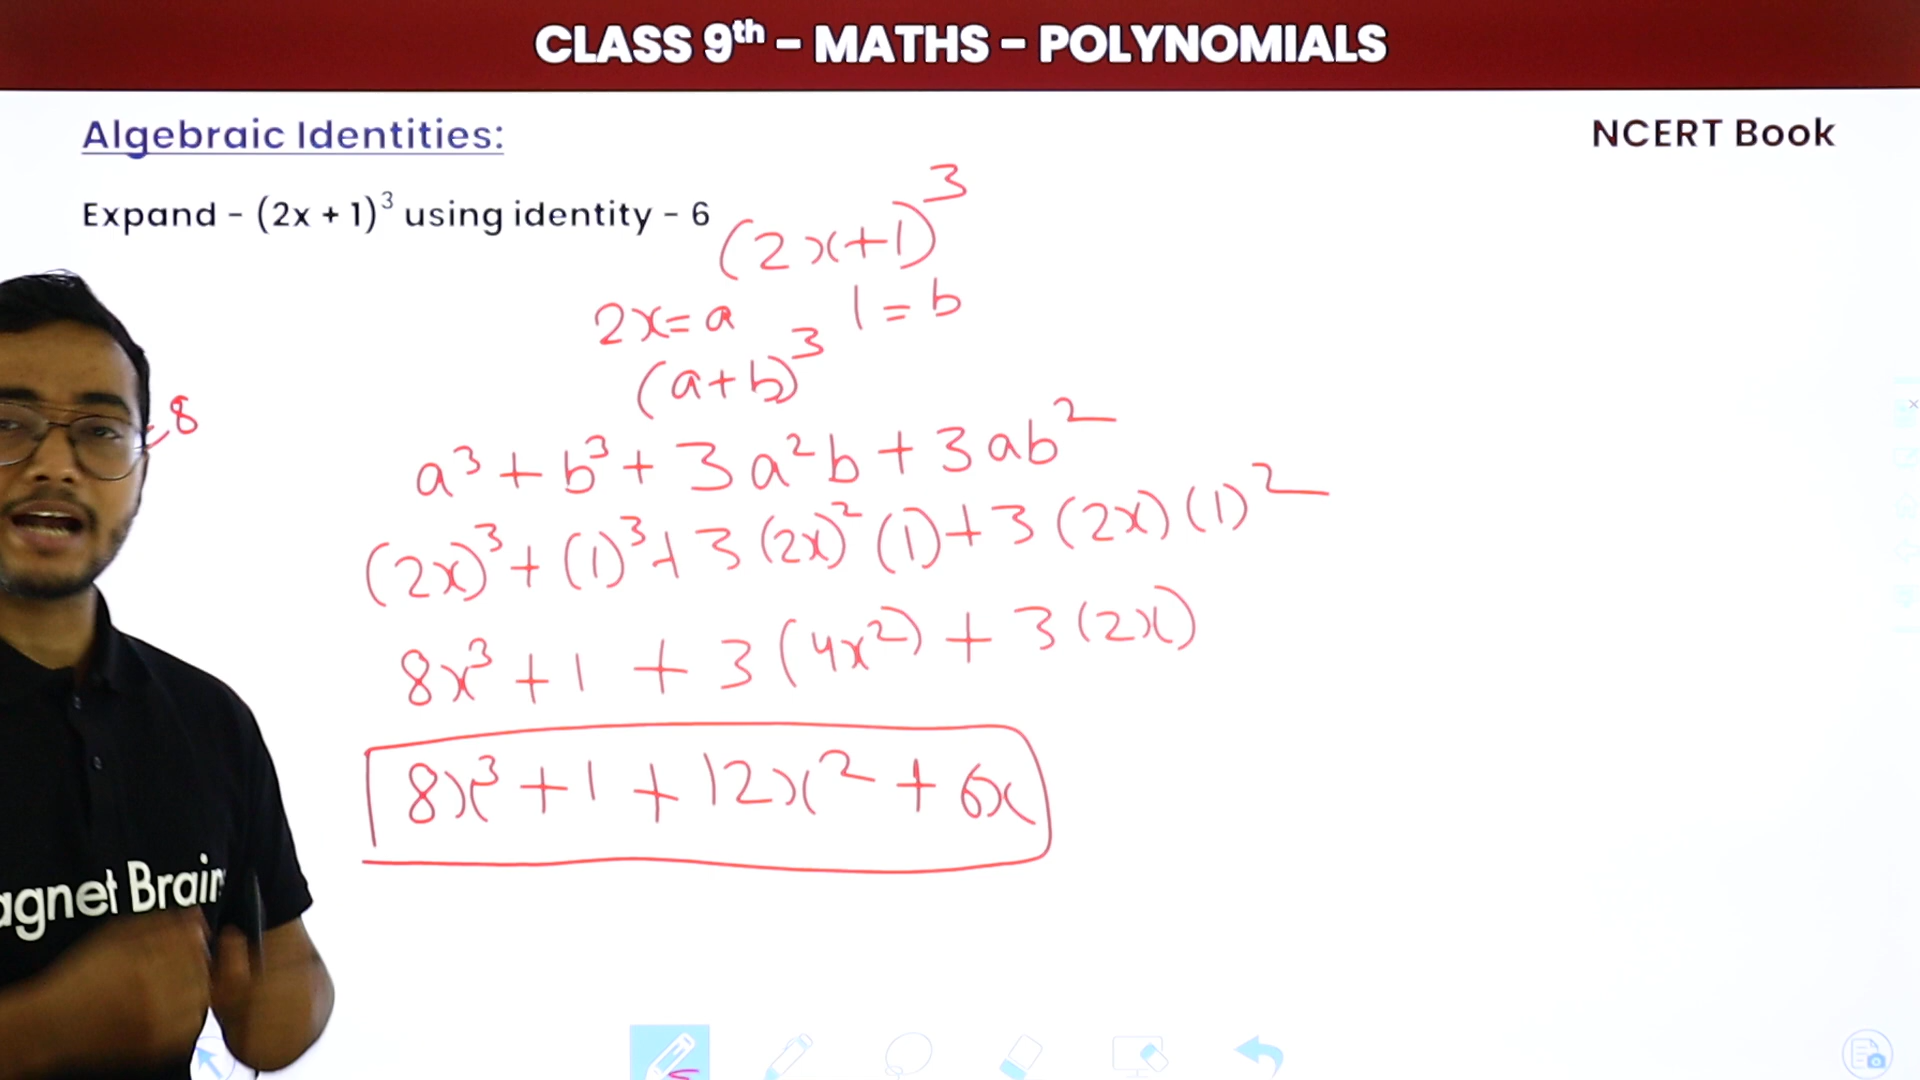 CLASS 9th – MATHS – POLYNOMIALS
Algebraic Identities:
NCERT Book
Expand - (2x + 1)³ using identity - 6
(2x+1)³
2x=a 1=b
(a+b)³
=8
a³ + b³ + 3a²b + 3ab²
(2x)³ + (1)³ + 3(2x)²(1) + 3(2x)(1)²
8x³ + 1 + 3(4x²) + 3(2x)
8x³ + 1 + 12x² + 6x
agnet Brain